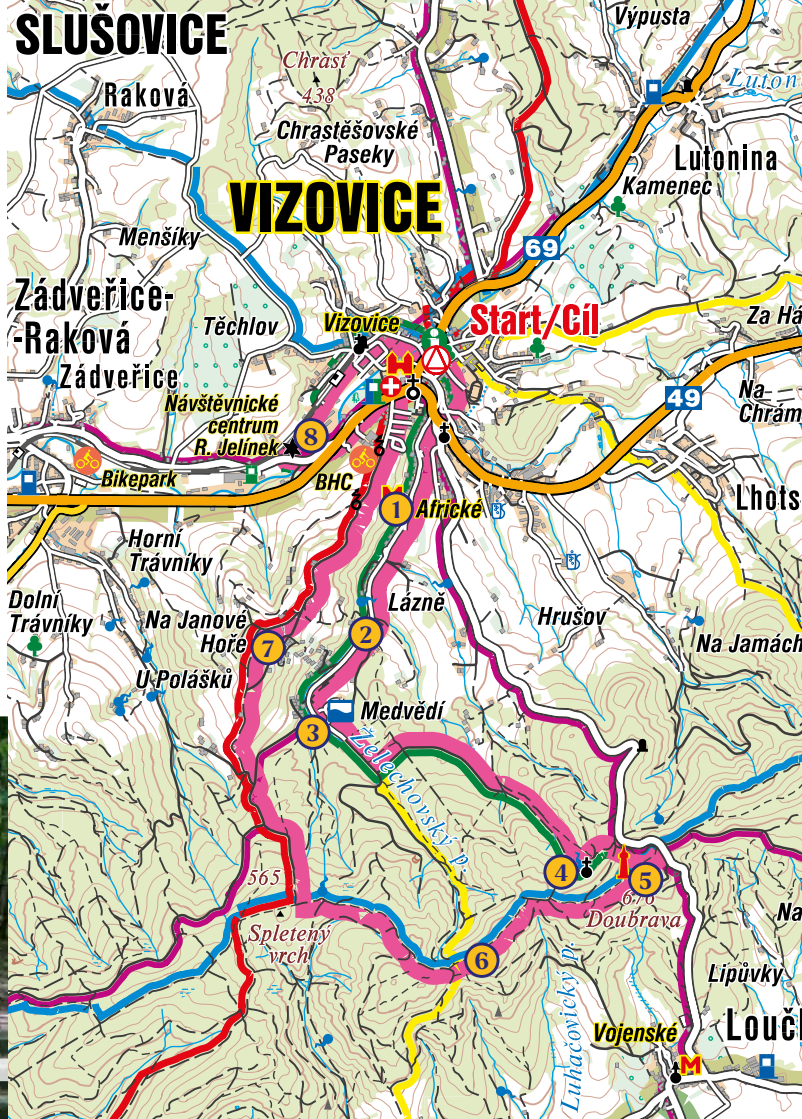 SLUŠOVICE
Výpusta
Chrasť
438
Raková
Chrastěšovské
Paseky
Lutonina
Kamenec
VIZOVICE
Menšíky
69
Zádveřice-
-Raková
Těchlov
Vizovice
Start/Cíl
Za Há
Zádveřice
49
Na
Chrám
Návštěvnické
centrum
R. Jelínek
8
Bikepark
BHC
1
Africké
Lhots
Horní
Trávníky
Dolní
Trávníky
Lázně
Hrušov
Na Janové
Hoře
7
2
Na Jamách
U Polášků
Medvědí
3
Želechovský p.
4
5
565
Doubrava
Spletený
vrch
6
Na
Lipůvky
Luhačovický p.
Vojenské
Loučk
M